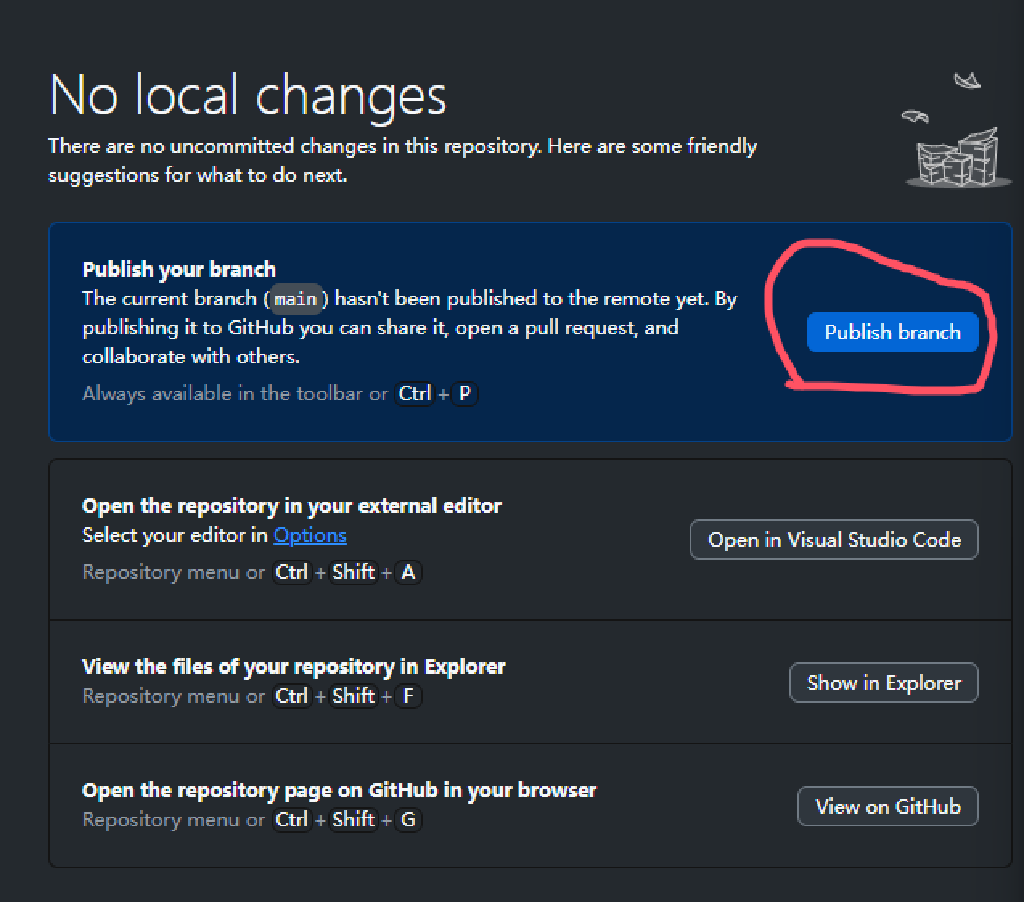 No local changes
There are no uncommitted changes in this repository. Here are some friendly
suggestions for what to do next.
Publish your branch
The current branch (main) hasn't been published to the remote yet. By
publishing it to GitHub you can share it, open a pull request, and
collaborate with others.
Always available in the toolbar or Ctrl + P
Publish branch
Open the repository in your external editor
Select your editor in Options
Repository menu or Ctrl + Shift + A
Open in Visual Studio Code
View the files of your repository in Explorer
Repository menu or Ctrl + Shift + F
Show in Explorer
Open the repository page on GitHub in your browser
Repository menu or Ctrl + Shift + G
View on GitHub